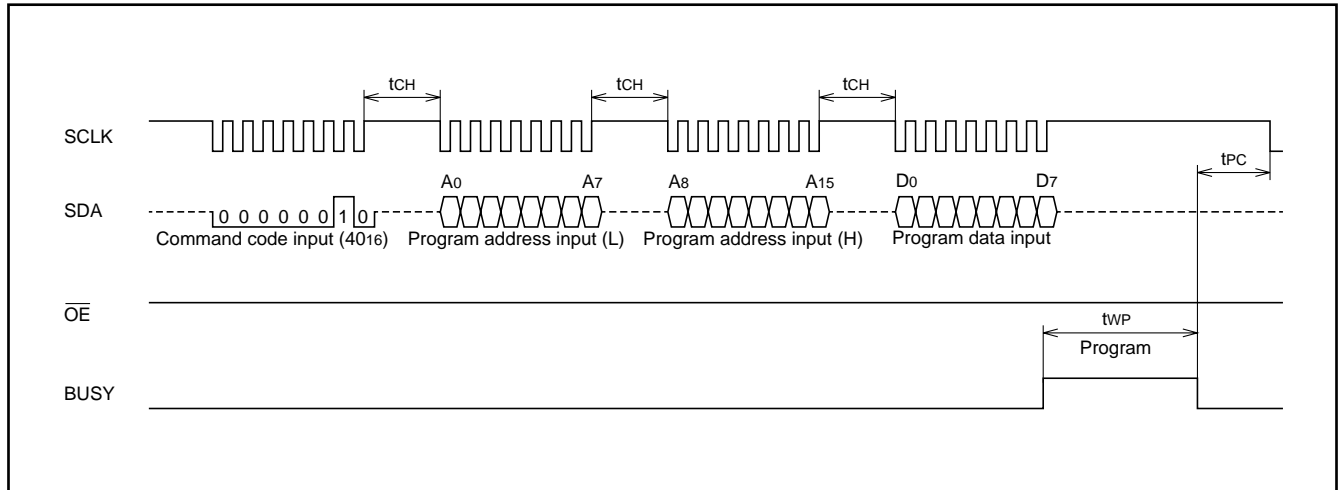 tCH tCH tCH
SCLK
tPC
A0 A7 A8 A15 D0 D7
SDA
0 0 0 0 0 0 1 0
Command code input (4016) Program address input (L) Program address input (H) Program data input
OE
tWP
Program
BUSY